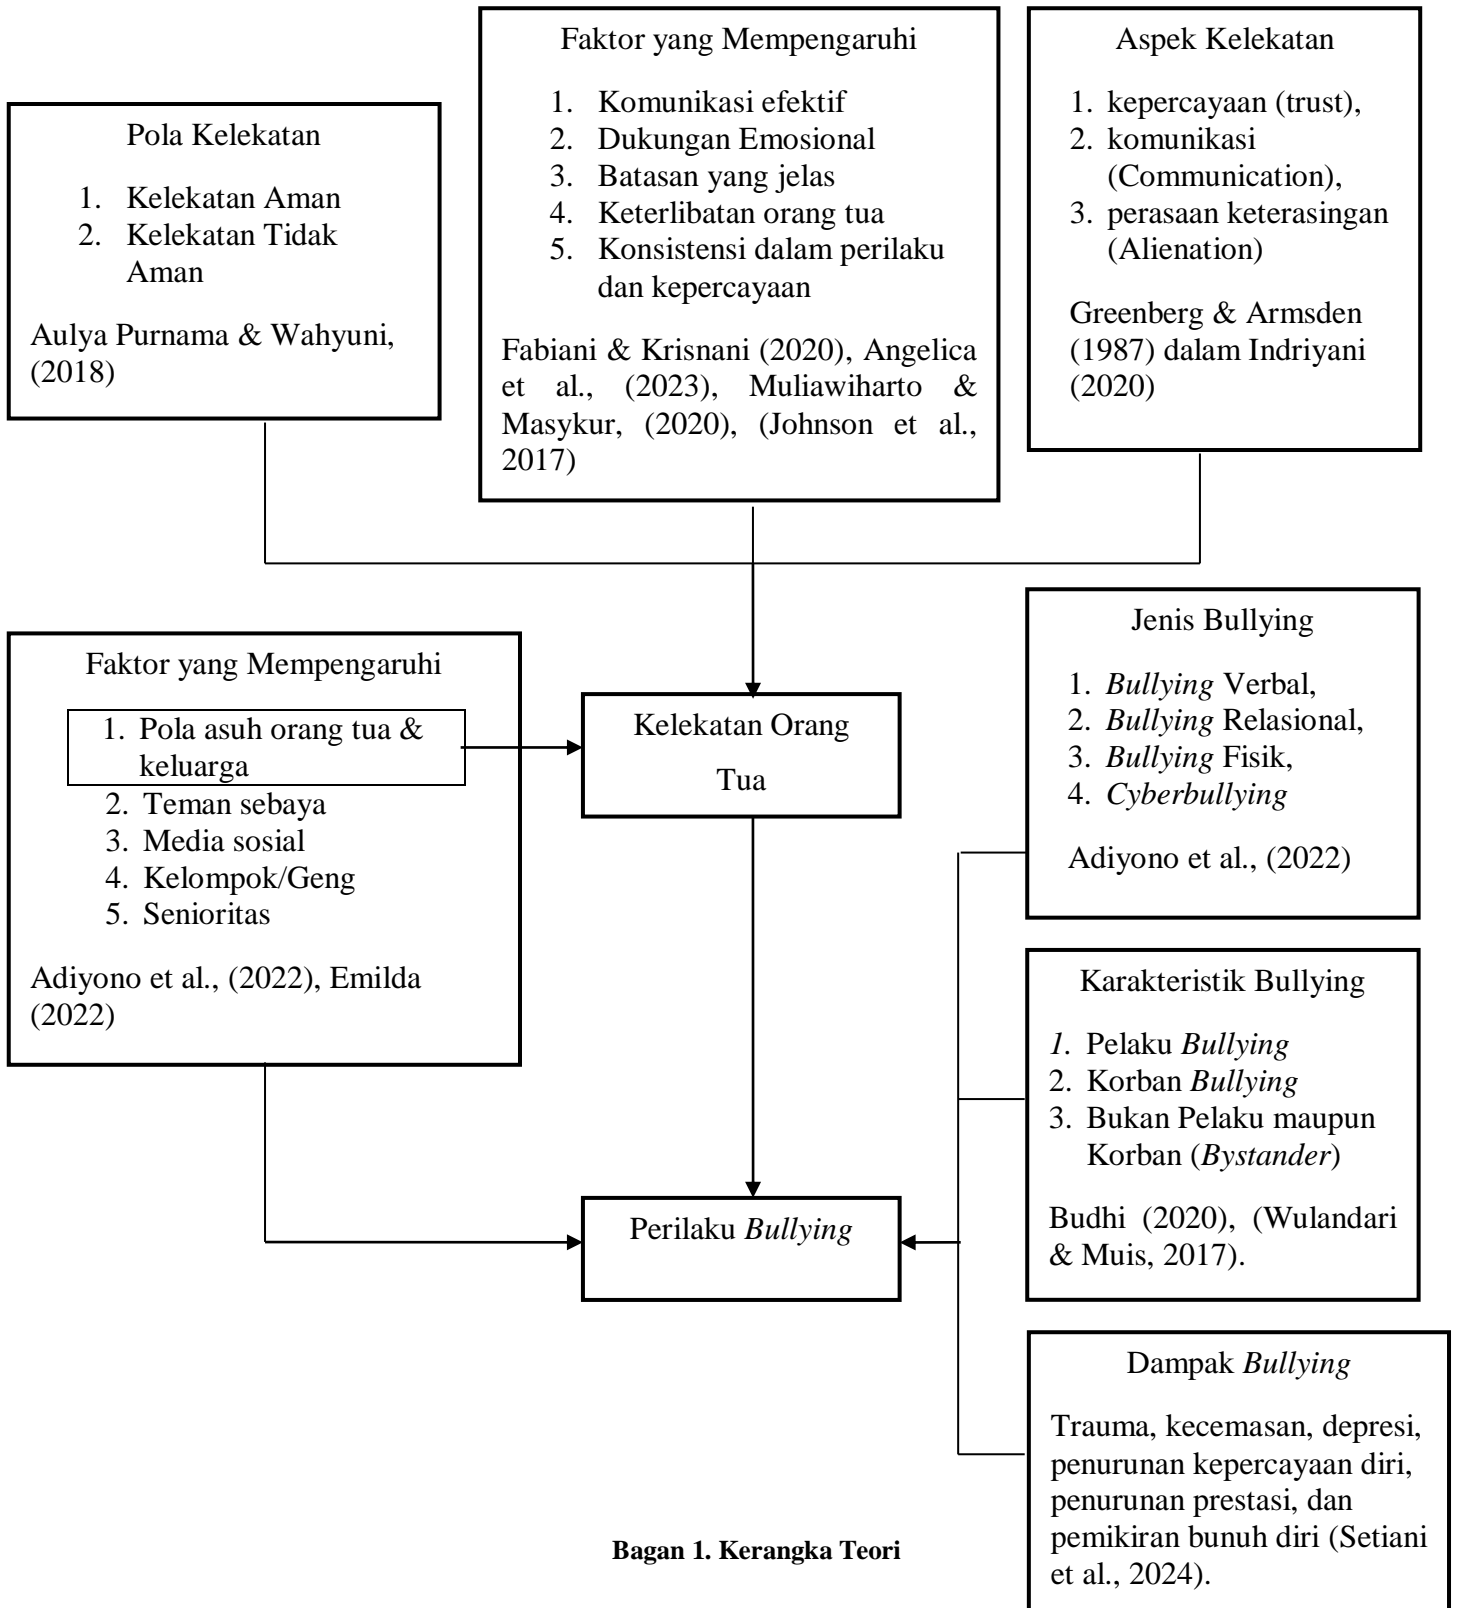 Faktor yang Mempengaruhi
1. Komunikasi efektif
2. Dukungan Emosional
3. Batasan yang jelas
4. Keterlibatan orang tua
5. Konsistensi dalam perilaku
dan kepercayaan
Fabiani & Krisnani (2020), Angelica
et al., (2023), Muliawiharto &
Masykur, (2020), (Johnson et al.,
2017)
Aspek Kelekatan
1. kepercayaan (trust),
2. komunikasi
(Communication),
3. perasaan keterasingan
(Alienation)
Greenberg & Armsden
(1987) dalam Indriyani
(2020)
Pola Kelekatan
1. Kelekatan Aman
2. Kelekatan Tidak
Aman
Aulya Purnama & Wahyuni,
(2018)
Faktor yang Mempengaruhi
1. Pola asuh orang tua &
keluarga
2. Teman sebaya
3. Media sosial
4. Kelompok/Geng
5. Senioritas
Adiyono et al., (2022), Emilda
(2022)
Kelekatan Orang
Tua
Jenis Bullying
1. Bullying Verbal,
2. Bullying Relasional,
3. Bullying Fisik,
4. Cyberbullying
Adiyono et al., (2022)
Karakteristik Bullying
1. Pelaku Bullying
2. Korban Bullying
3. Bukan Pelaku maupun
Korban (Bystander)
Budhi (2020), (Wulandari
& Muis, 2017).
Perilaku Bullying
Dampak Bullying
Trauma, kecemasan, depresi,
penurunan kepercayaan diri,
penurunan prestasi, dan
pemikiran bunuh diri (Setiani
et al., 2024).
Bagan 1. Kerangka Teori